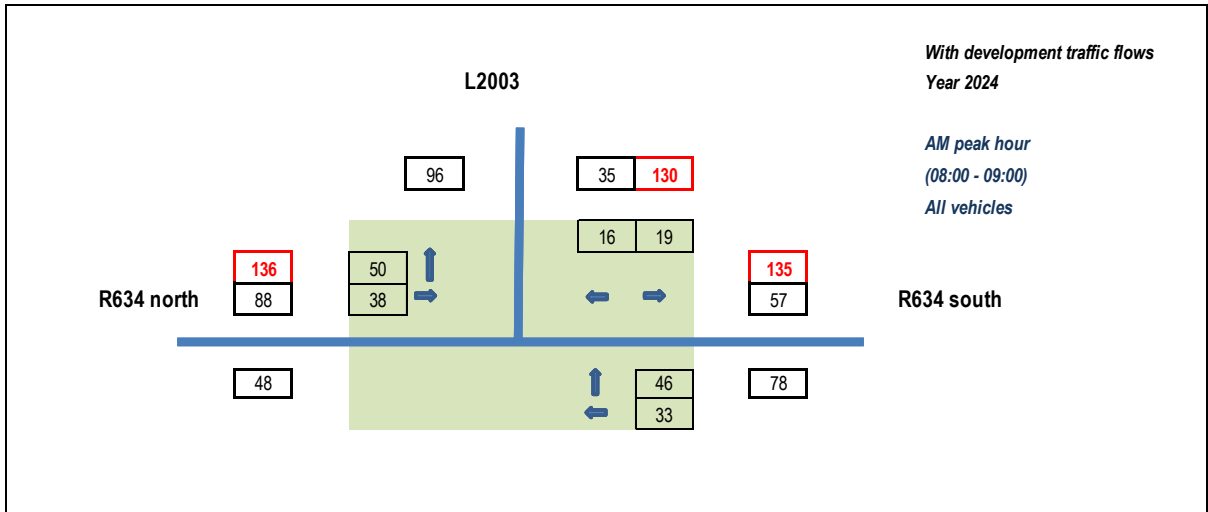 With development traffic flows
L2003
Year 2024
AM peak hour
96
35 130
(08:00 - 09:00)
All vehicles
16 19
136
50
135
R634 north
88
38
57
R634 south
48
46
78
33